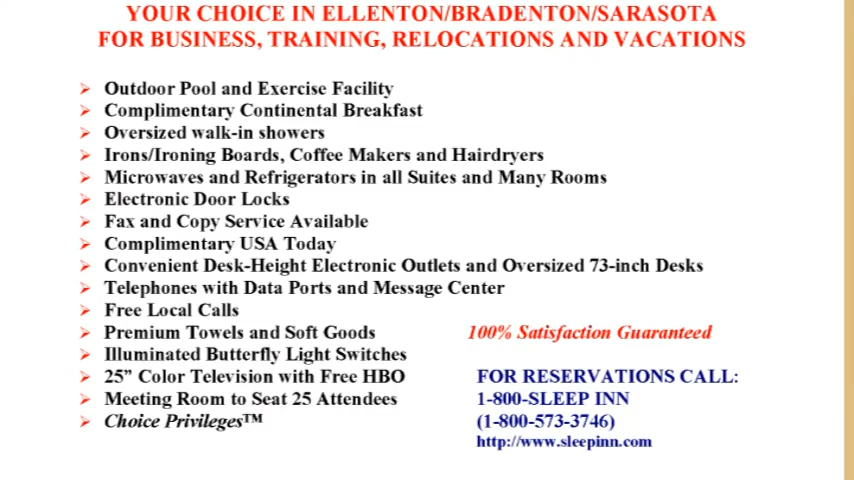 YOUR CHOICE IN ELLENTON/BRADENTON/SARASOTA
FOR BUSINESS, TRAINING, RELOCATIONS AND VACATIONS
Outdoor Pool and Exercise Facility
Complimentary Continental Breakfast
Oversized walk-in showers
Irons/Ironing Boards, Coffee Makers and Hairdryers
Microwaves and Refrigerators in all Suites and Many Rooms
Electronic Door Locks
Fax and Copy Service Available
Complimentary USA Today
Convenient Desk-Height Electronic Outlets and Oversized 73-inch Desks
Telephones with Data Ports and Message Center
Free Local Calls
Premium Towels and Soft Goods
Illuminated Butterfly Light Switches
25” Color Television with Free HBO
Meeting Room to Seat 25 Attendees
Choice Privileges™
100% Satisfaction Guaranteed
FOR RESERVATIONS CALL:
1-800-SLEEP INN
(1-800-573-3746)
http://www.sleepinn.com